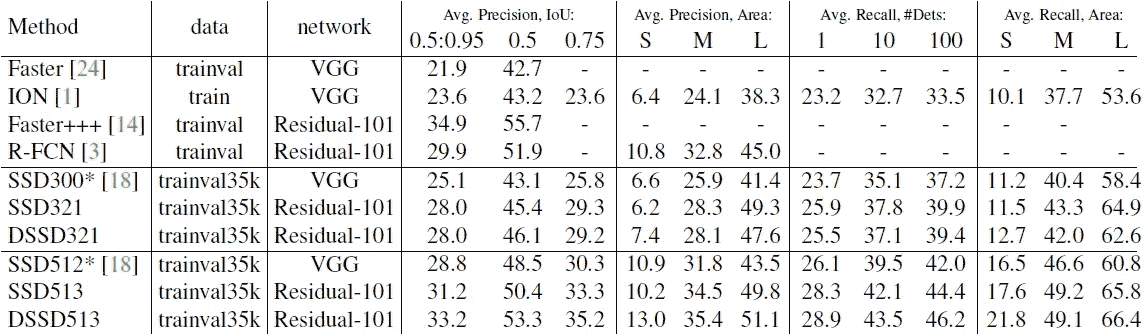 Method data network Avg. Precision, IoU: Avg. Precision, Area: Avg. Recall, #Dets: Avg. Recall, Area:
0.5:0.95 0.5 0.75 S M L 1 10 100 S M L
Faster [24] trainval VGG 21.9 42.7 - - - - - - - - - -
ION [1] train VGG 23.6 43.2 23.6 6.4 24.1 38.3 23.2 32.7 33.5 10.1 37.7 53.6
Faster+++ [14] trainval Residual-101 34.9 55.7 - - - - - - - - -
R-FCN [3] trainval Residual-101 29.9 51.9 - 10.8 32.8 45.0 - - - - - -
SSD300* [18] trainval35k VGG 25.1 43.1 25.8 6.6 25.9 41.4 23.7 35.1 37.2 11.2 40.4 58.4
SSD321 trainval35k Residual-101 28.0 45.4 29.3 6.2 28.3 49.3 25.9 37.8 39.9 11.5 43.3 64.9
DSSD321 trainval35k Residual-101 28.0 46.1 29.2 7.4 28.1 47.6 25.5 37.1 39.4 12.7 42.0 62.6
SSD512* [18] trainval35k VGG 28.8 48.5 30.3 10.9 31.8 43.5 26.1 39.5 42.0 16.5 46.6 60.8
SSD513 trainval35k Residual-101 31.2 50.4 33.3 10.2 34.5 49.8 28.3 42.1 44.4 17.6 49.2 65.8
DSSD513 trainval35k Residual-101 33.2 53.3 35.2 13.0 35.4 51.1 28.9 43.5 46.2 21.8 49.1 66.4